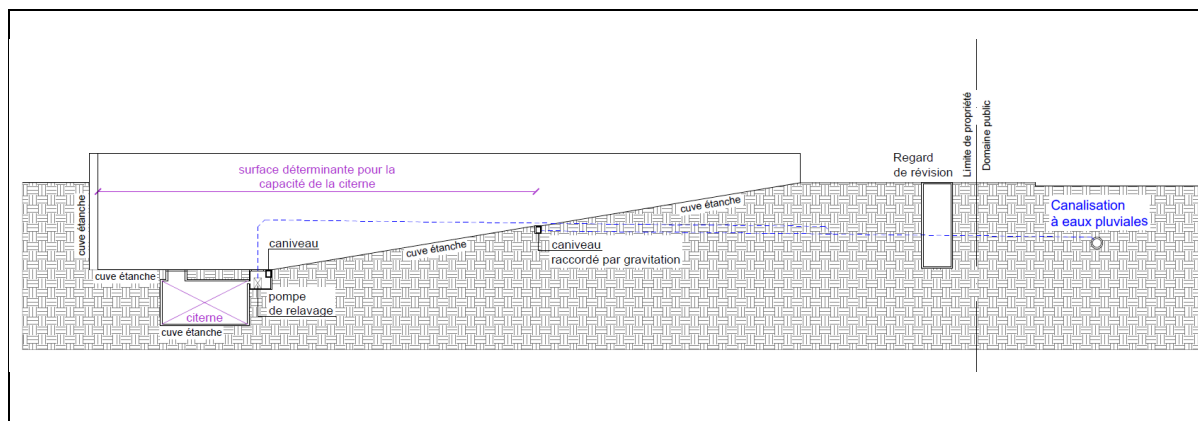 surface déterminante pour la
capacité de la citerne
cuve étanche
caniveau
cuve étanche
cuve étanche
cuve étanche
caniveau
raccordé par gravitation
cuve étanche
pompe
de relavage
citerne
cuve étanche
Regard
de révision
Limite de propriété
Domaine public
Canalisation
à eaux pluviales